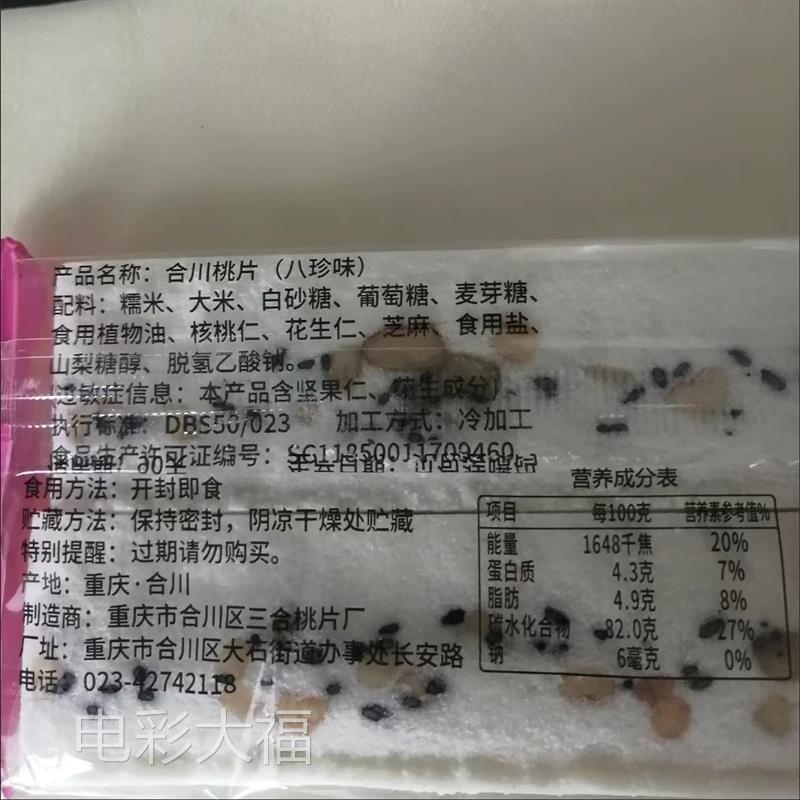 产品名称：合川桃片（八珍味）
配料：糯米、大米、白砂糖、葡萄糖、麦芽糖、
食用植物油、核桃仁、花生仁、芝麻、食用盐、
山梨糖醇、脱氢乙酸钠。
过敏症信息：本产品含坚果仁、花生成分）
执行标准：DBS50/023 加工方式：冷加工
食品生产许可证编号：SC11850011709460
食用方法：开封即食
贮藏方法：保持密封，阴凉干燥处贮藏
特别提醒：过期请勿购买。
产地：重庆·合川
制造商：重庆市合川区三合桃片厂
厂址：重庆市合川区大石街道办事处长安路
电话：023-42742118
营养成分表
项目 每100克 营养素参考值%
能量 1648千焦 20%
蛋白质 4.3克 7%
脂肪 4.9克 8%
碳水化合物 82.0克 27%
钠 6毫克 0%
电彩大福